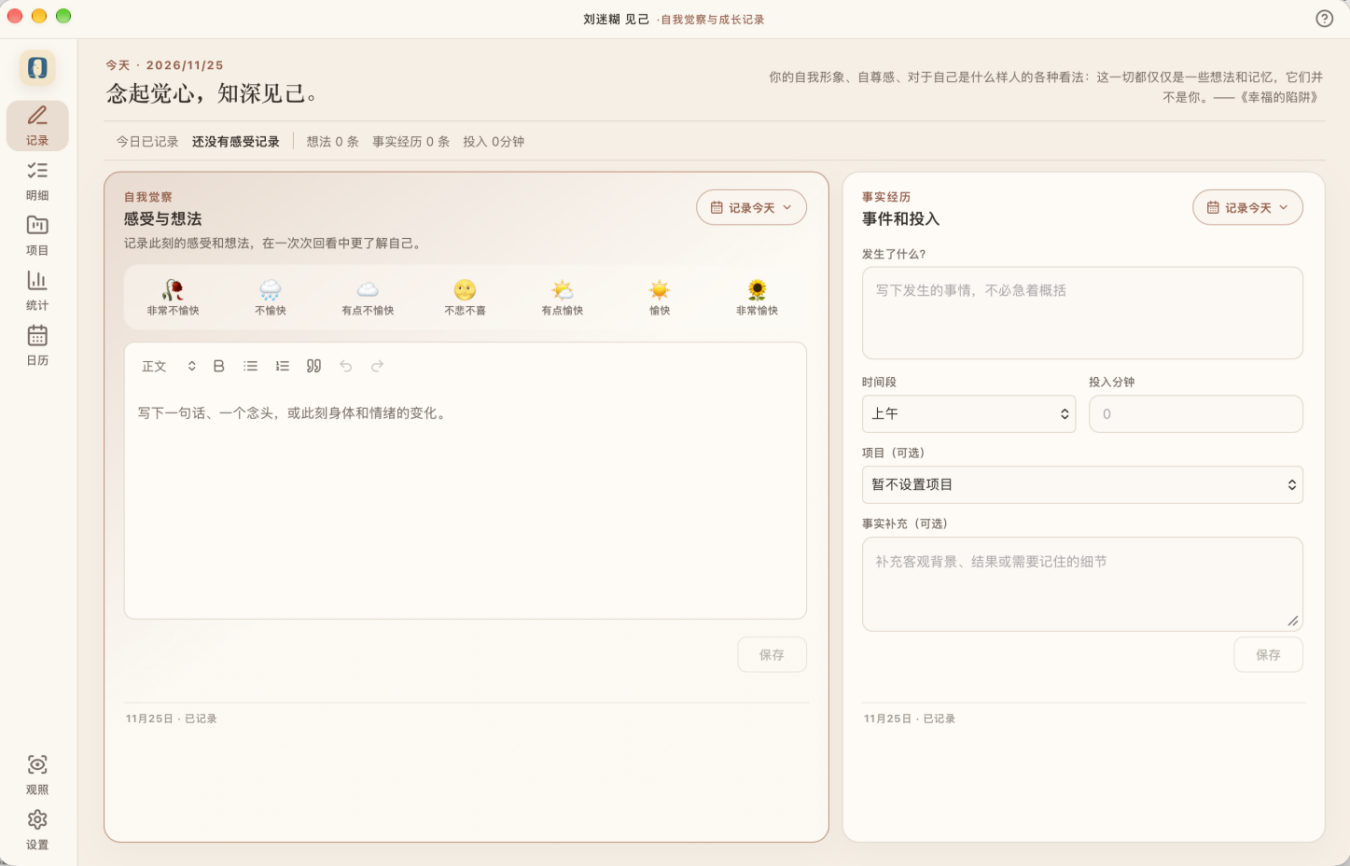 刘迷糊 见己 ·自我觉察与成长记录
记录
明细
项目
统计
日历
观照
设置
今天 · 2026/11/25
念起觉心，知深见己。
你的自我形象、自尊感、对于自己是什么样人的各种看法：这一切都仅仅是一些想法和记忆，它们并
不是你。——《幸福的陷阱》
今日已记录 还没有感受记录 想法 0 条 事实经历 0 条 投入 0分钟
自我觉察
感受与想法
记录今天
记录此刻的感受和想法，在一次次回看中更了解自己。
非常不愉快 不愉快 有点不愉快 不悲不喜 有点愉快 愉快 非常愉快
正文
写下一句话、一个念头，或此刻身体和情绪的变化。
保存
11月25日 · 已记录
事实经历
事件和投入
记录今天
发生了什么?
写下发生的事情，不必急着概括
时间段 投入分钟
上午 0
项目（可选）
暂不设置项目
事实补充（可选）
补充客观背景、结果或需要记住的细节
保存
11月25日 · 已记录